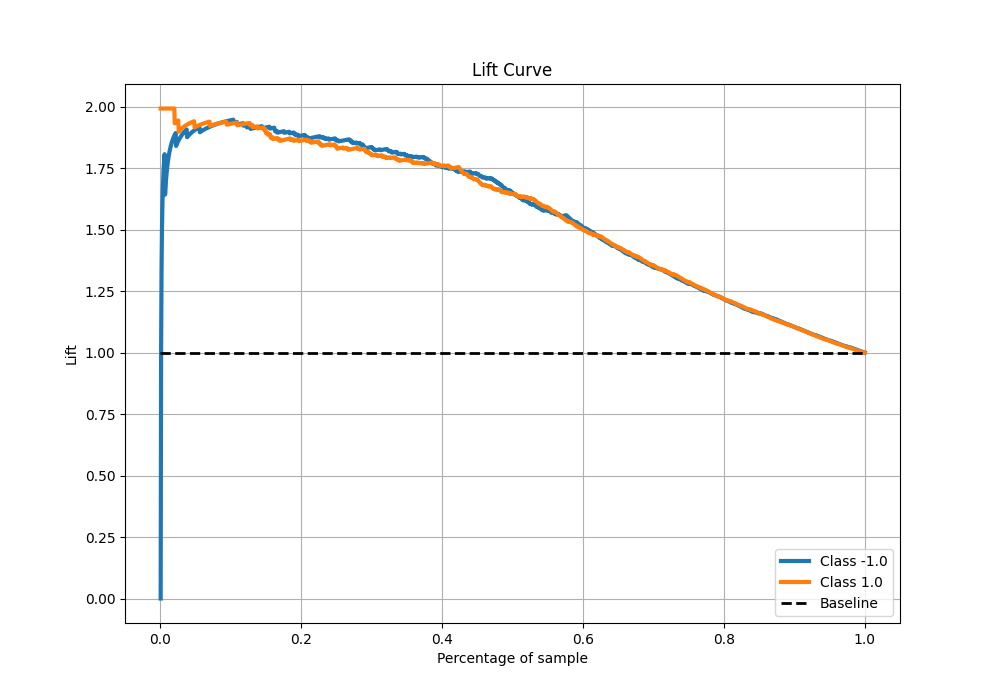 Lift Curve
Lift
2.00
1.75
1.50
1.25
1.00
0.75
0.50
0.25
0.00
0.0 0.2 0.4 0.6 0.8 1.0
Percentage of sample
Class -1.0
Class 1.0
Baseline